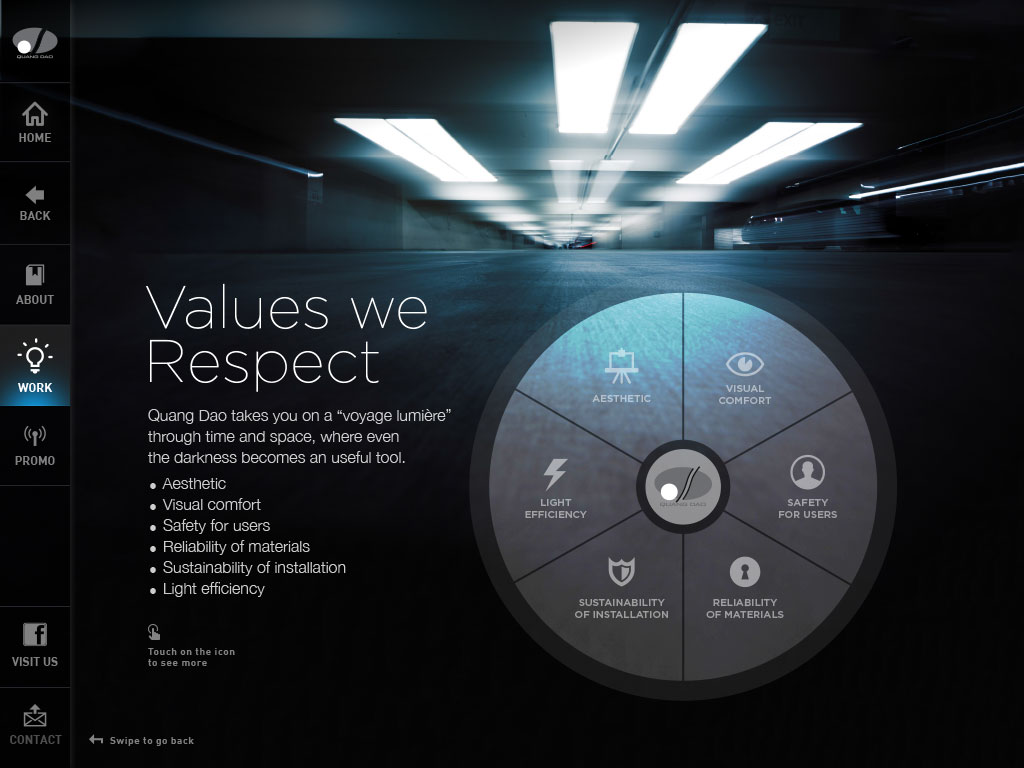 QUANG DAO
HOME
BACK
ABOUT
WORK
PROMO
VISIT US
CONTACT
EXIT
Values we
Respect
Quang Dao takes you on a “voyage lumière”
through time and space, where even
the darkness becomes an useful tool.
• Aesthetic
• Visual comfort
• Safety for users
• Reliability of materials
• Sustainability of installation
• Light efficiency
Touch on the icon
to see more
Swipe to go back
AESTHETIC
VISUAL
COMFORT
LIGHT
EFFICIENCY
QUANG DAO
SAFETY
FOR USERS
SUSTAINABILITY
OF INSTALLATION
RELIABILITY
OF MATERIALS